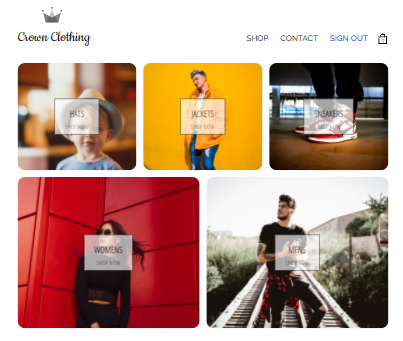 Crown Clothing
SHOP CONTACT SIGN OUT
HATS
SHOP NOW
JACKETS
SHOP NOW
SNEAKERS
SHOP NOW
WOMENS
SHOP NOW
MENS
SHOP NOW